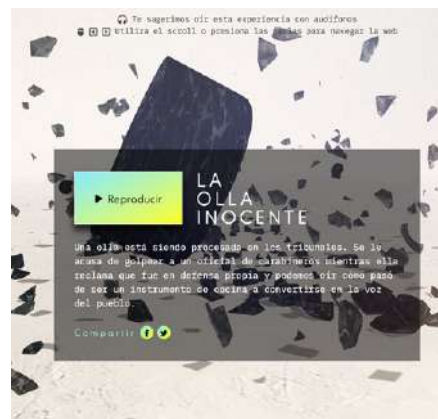 Te sugerimos oír esta experiencia con audífonos
Utiliza el scroll o presiona las teclas para navegar la web
Reproducir
LA
OLLA
INOCENTE
Una olla está siendo procesada en los tribunales. Se le
acusa de golpear a un oficial de carabineros mientras ella
reclama que fue en defensa propia y podemos oír como pasó
de ser un instrumento de cocina a convertirse en la voz
del pueblo.
Compartir